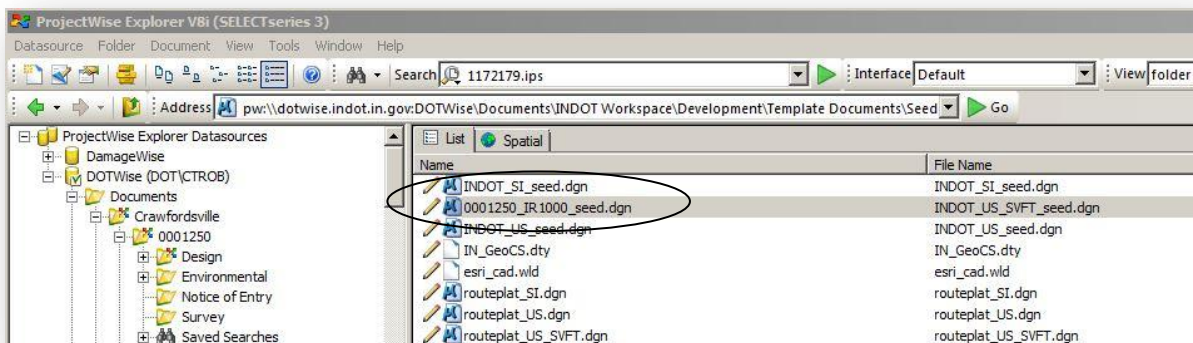 ProjectWise Explorer V8i (SELECTseries 3)
Datasource Folder Document View Tools Window Help
Search 1172179.ips Interface Default View folder
Address pw:\\dotwise.indot.in.gov:DOTWise\Documents\INDOT Workspace\Development\Template Documents\Seed Go
ProjectWise Explorer Datasources
DamageWise
DOTWise (DOT\CTROB)
Documents
Crawfordsville
0001250
Design
Environmental
Notice of Entry
Survey
Saved Searches
List Spatial
Name File Name
INDOT_SI_seed.dgn INDOT_SI_seed.dgn
0001250_IR1000_seed.dgn INDOT_US_SVFT_seed.dgn
INDOT_US_seed.dgn INDOT_US_seed.dgn
IN_GeoCS.dty IN_GeoCS.dty
esri_cad.wld esri_cad.wld
routeplat_SI.dgn routeplat_SI.dgn
routeplat_US.dgn routeplat_US.dgn
routeplat_US_SVFT.dgn routeplat_US_SVFT.dgn